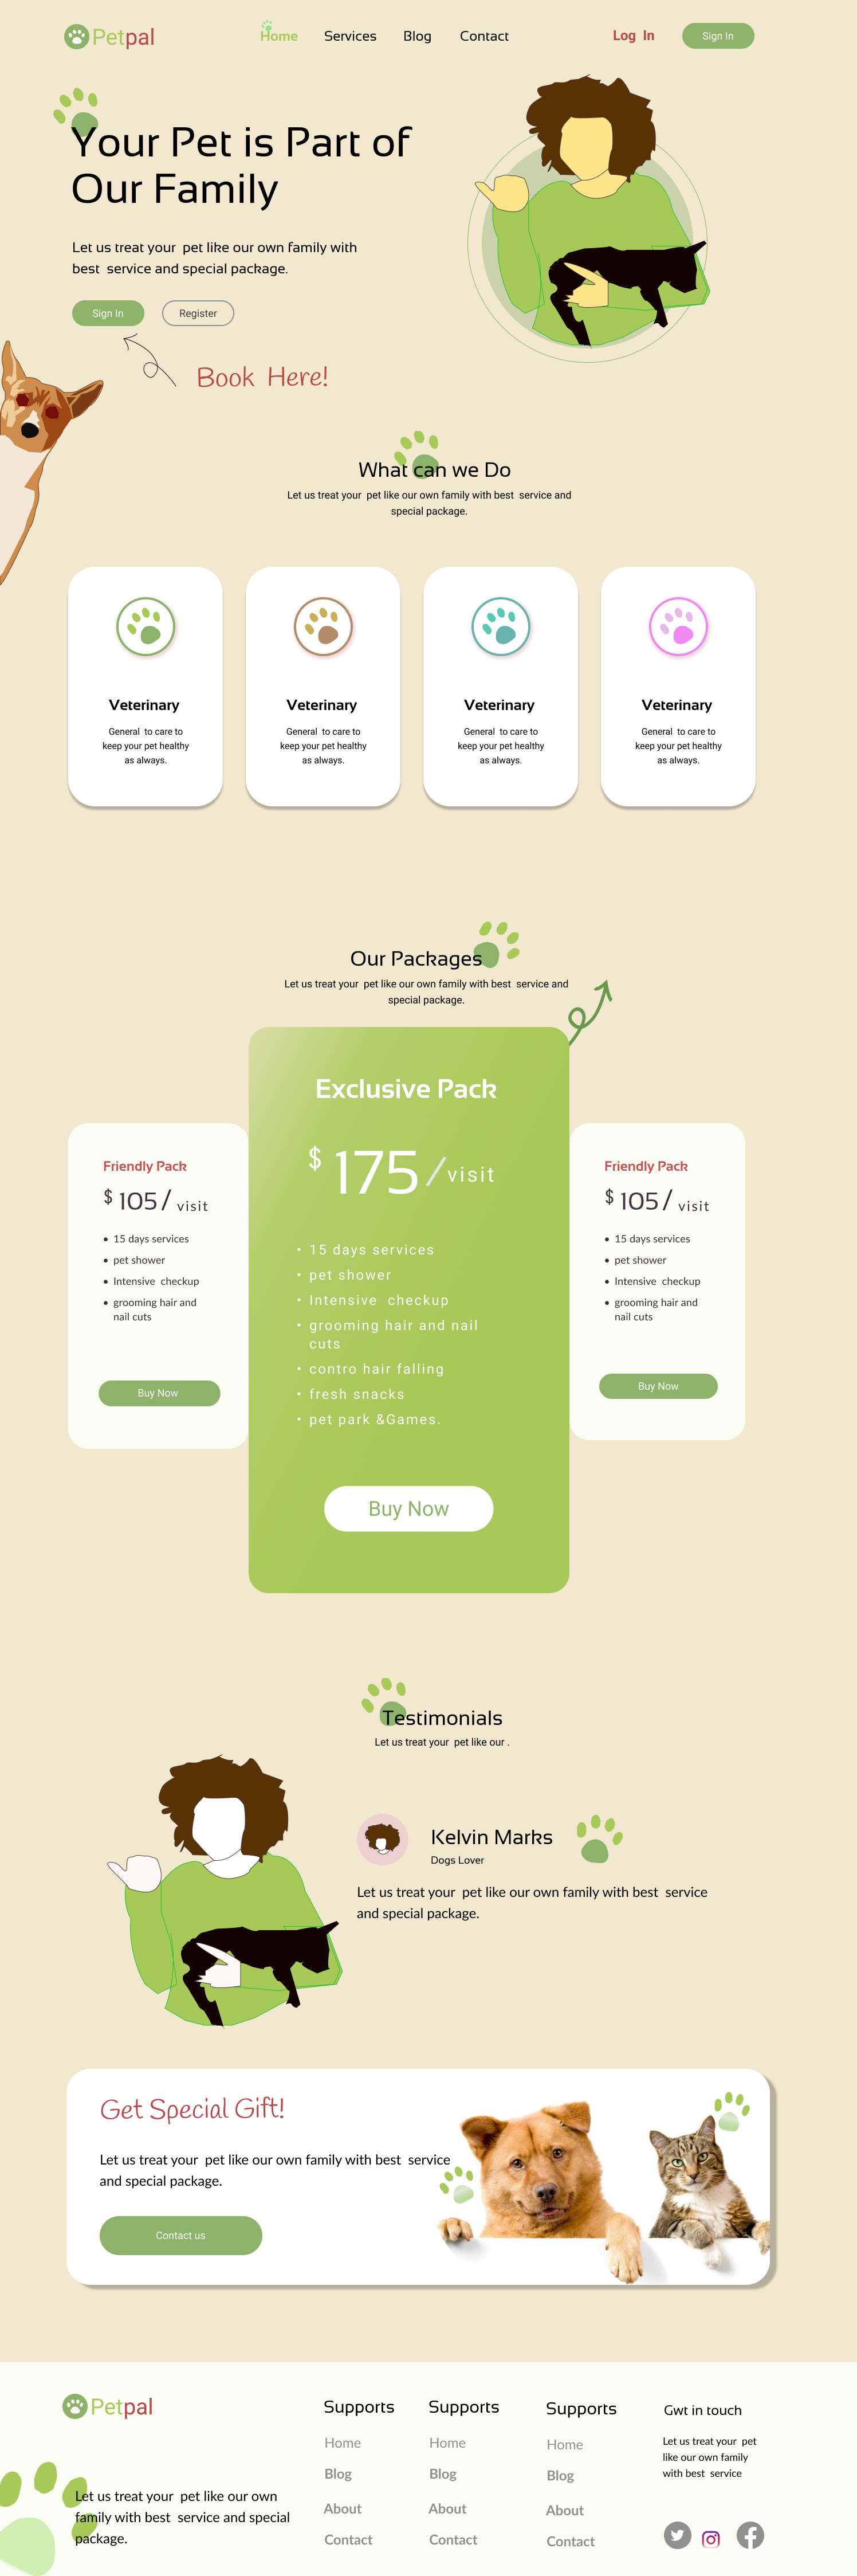 Petpal
Home Services Blog Contact
Log In
Sign In
Your Pet is Part of
Our Family
Let us treat your pet like our own family with
best service and special package.
Sign In
Register
Book Here!
What can we Do
Let us treat your pet like our own family with best service and
special package.
Veterinary
General to care to
keep your pet healthy
as always.
Veterinary
General to care to
keep your pet healthy
as always.
Veterinary
General to care to
keep your pet healthy
as always.
Veterinary
General to care to
keep your pet healthy
as always.
Our Packages
Let us treat your pet like our own family with best service and
special package.
Friendly Pack
$ 105/ visit
• 15 days services
• pet shower
• Intensive checkup
• grooming hair and
nail cuts
Buy Now
Exclusive Pack
$ 175/visit
• 15 days services
• pet shower
• Intensive checkup
• grooming hair and nail
cuts
• contro hair falling
• fresh snacks
• pet park &Games.
Buy Now
Friendly Pack
$ 105/ visit
• 15 days services
• pet shower
• Intensive checkup
• grooming hair and
nail cuts
Buy Now
Testimonials
Let us treat your pet like our .
Kelvin Marks
Dogs Lover
Let us treat your pet like our own family with best service
and special package.
Get Special Gift!
Let us treat your pet like our own family with best service
and special package.
Contact us
Petpal
Let us treat your pet like our own
family with best service and special
package.
Supports
Home
Blog
About
Contact
Supports
Home
Blog
About
Contact
Supports
Home
Blog
About
Contact
Gwt in touch
Let us treat your pet
like our own family
with best service